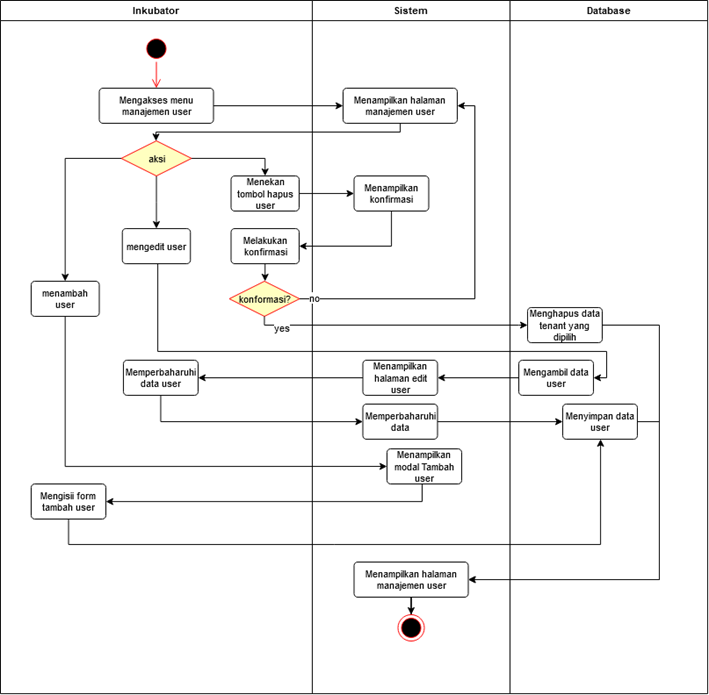 Inkubator
Sistem
Database
Mengakses menu
manajemen user
Menampilkan halaman
manajemen user
aksi
Menekan
tombol hapus
user
Menampilkan
konfirmasi
mengedit user
Melakukan
konfirmasi
menambah
user
konformasi?
no
yes
Menghapus data
tenant yang
dipilih
Memperbaharuhi
data user
Menampilkan
halaman edit
user
Mengambil data
user
Memperbaharuhi
data
Menyimpan data
user
Menampilkan
modal Tambah
user
Mengisii form
tambah user
Menampilkan halaman
manajemen user